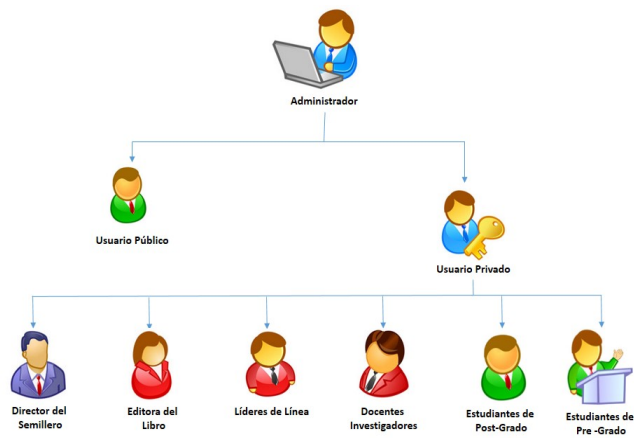 Administrador
Usuario Público
Usuario Privado
Director del
Semillero
Editora del
Libro
Líderes de Línea
Docentes
Investigadores
Estudiantes de
Post-Grado
Estudiantes de
Pre -Grado